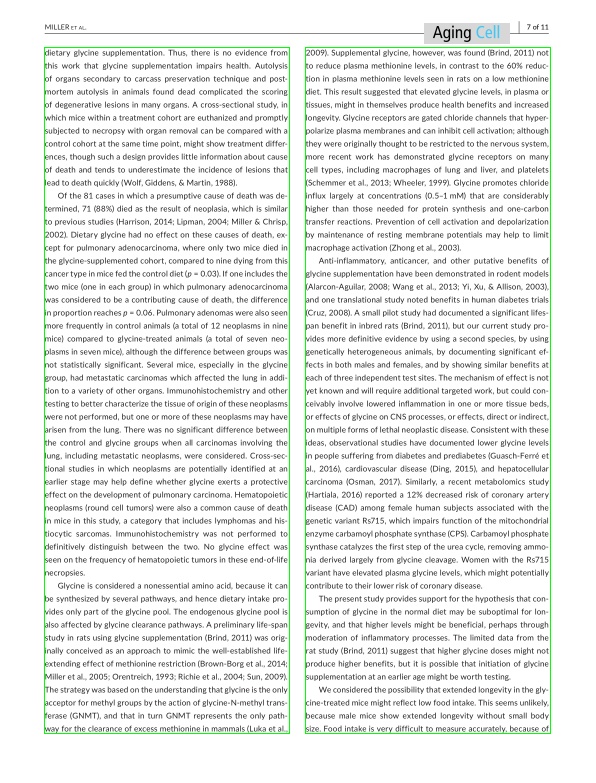 MILLER ET AL.
Aging Cell
7 of 11
dietary glycine supplementation. Thus, there is no evidence from
this work that glycine supplementation impairs health. Autolysis
of organs secondary to carcass preservation technique and post-
mortem autolysis in animals found dead complicated the scoring
of degenerative lesions in many organs. A cross-sectional study, in
which mice within a treatment cohort are euthanized and promptly
subjected to necropsy with organ removal can be compared with a
control cohort at the same time point, might show treatment differ-
ences, though such a design provides little information about cause
of death and tends to underestimate the incidence of lesions that
lead to death quickly (Wolf, Giddens, & Martin, 1988).
Of the 81 cases in which a presumptive cause of death was de-
termined, 71 (88%) died as the result of neoplasia, which is similar
to previous studies (Harrison, 2014; Lipman, 2004; Miller & Chrisp,
2002). Dietary glycine had no effect on these causes of death, ex-
cept for pulmonary adenocarcinoma, where only two mice died in
the glycine-supplemented cohort, compared to nine dying from this
cancer type in mice fed the control diet (p = 0.03). If one includes the
two mice (one in each group) in which pulmonary adenocarcinoma
was considered to be a contributing cause of death, the difference
in proportion reaches p = 0.06. Pulmonary adenomas were also seen
more frequently in control animals (a total of 12 neoplasms in nine
mice) compared to glycine-treated animals (a total of seven neo-
plasms in seven mice), although the difference between groups was
not statistically significant. Several mice, especially in the glycine
group, had metastatic carcinomas which affected the lung in addi-
tion to a variety of other organs. Immunohistochemistry and other
testing to better characterize the tissue of origin of these neoplasms
were not performed, but one or more of these neoplasms may have
arisen from the lung. There was no significant difference between
the control and glycine groups when all carcinomas involving the
lung, including metastatic neoplasms, were considered. Cross-sec-
tional studies in which neoplasms are potentially identified at an
earlier stage may help define whether glycine exerts a protective
effect on the development of pulmonary carcinoma. Hematopoietic
neoplasms (round cell tumors) were also a common cause of death
in mice in this study, a category that includes lymphomas and his-
tiocytic sarcomas. Immunohistochemistry was not performed to
definitively distinguish between the two. No glycine effect was
seen on the frequency of hematopoietic tumors in these end-of-life
necropsies.
Glycine is considered a nonessential amino acid, because it can
be synthesized by several pathways, and hence dietary intake pro-
vides only part of the glycine pool. The endogenous glycine pool is
also affected by glycine clearance pathways. A preliminary life-span
study in rats using glycine supplementation (Brind, 2011) was orig-
inally conceived as an approach to mimic the well-established life-
extending effect of methionine restriction (Brown-Borg et al., 2014;
Miller et al., 2005; Orentreich, 1993; Richie et al., 2004; Sun, 2009).
The strategy was based on the understanding that glycine is the only
acceptor for methyl groups by the action of glycine-N-methyl trans-
ferase (GNMT), and that in turn GNMT represents the only path-
way for the clearance of excess methionine in mammals (Luka et al.,
2009). Supplemental glycine, however, was found (Brind, 2011) not
to reduce plasma methionine levels, in contrast to the 60% reduc-
tion in plasma methionine levels seen in rats on a low methionine
diet. This result suggested that elevated glycine levels, in plasma or
tissues, might in themselves produce health benefits and increased
longevity. Glycine receptors are gated chloride channels that hyper-
polarize plasma membranes and can inhibit cell activation; although
they were originally thought to be restricted to the nervous system,
more recent work has demonstrated glycine receptors on many
cell types, including macrophages of lung and liver, and platelets
(Schemmer et al., 2013; Wheeler, 1999). Glycine promotes chloride
influx largely at concentrations (0.5–1 mM) that are considerably
higher than those needed for protein synthesis and one-carbon
transfer reactions. Prevention of cell activation and depolarization
by maintenance of resting membrane potentials may help to limit
macrophage activation (Zhong et al., 2003).
Anti-inflammatory, anticancer, and other putative benefits of
glycine supplementation have been demonstrated in rodent models
(Alarcon-Aguilar, 2008; Wang et al., 2013; Yi, Xu, & Allison, 2003),
and one translational study noted benefits in human diabetes trials
(Cruz, 2008). A small pilot study had documented a significant lifes-
pan benefit in inbred rats (Brind, 2011), but our current study pro-
vides more definitive evidence by using a second species, by using
genetically heterogeneous animals, by documenting significant ef-
fects in both males and females, and by showing similar benefits at
each of three independent test sites. The mechanism of effect is not
yet known and will require additional targeted work, but could con-
ceivably involve lowered inflammation in one or more tissue beds,
or effects of glycine on CNS processes, or effects, direct or indirect,
on multiple forms of lethal neoplastic disease. Consistent with these
ideas, observational studies have documented lower glycine levels
in people suffering from diabetes and prediabetes (Guasch-Ferré et
al., 2016), cardiovascular disease (Ding, 2015), and hepatocellular
carcinoma (Osman, 2017). Similarly, a recent metabolomics study
(Hartiala, 2016) reported a 12% decreased risk of coronary artery
disease (CAD) among female human subjects associated with the
genetic variant Rs715, which impairs function of the mitochondrial
enzyme carbamoyl phosphate synthase (CPS). Carbamoyl phosphate
synthase catalyzes the first step of the urea cycle, removing ammo-
nia derived largely from glycine cleavage. Women with the Rs715
variant have elevated plasma glycine levels, which might potentially
contribute to their lower risk of coronary disease.
The present study provides support for the hypothesis that con-
sumption of glycine in the normal diet may be suboptimal for lon-
gevity, and that higher levels might be beneficial, perhaps through
moderation of inflammatory processes. The limited data from the
rat study (Brind, 2011) suggest that higher glycine doses might not
produce higher benefits, but it is possible that initiation of glycine
supplementation at an earlier age might be worth testing.
We considered the possibility that extended longevity in the gly-
cine-treated mice might reflect low food intake. This seems unlikely,
because male mice show extended longevity without small body
size. Food intake is very difficult to measure accurately, because of